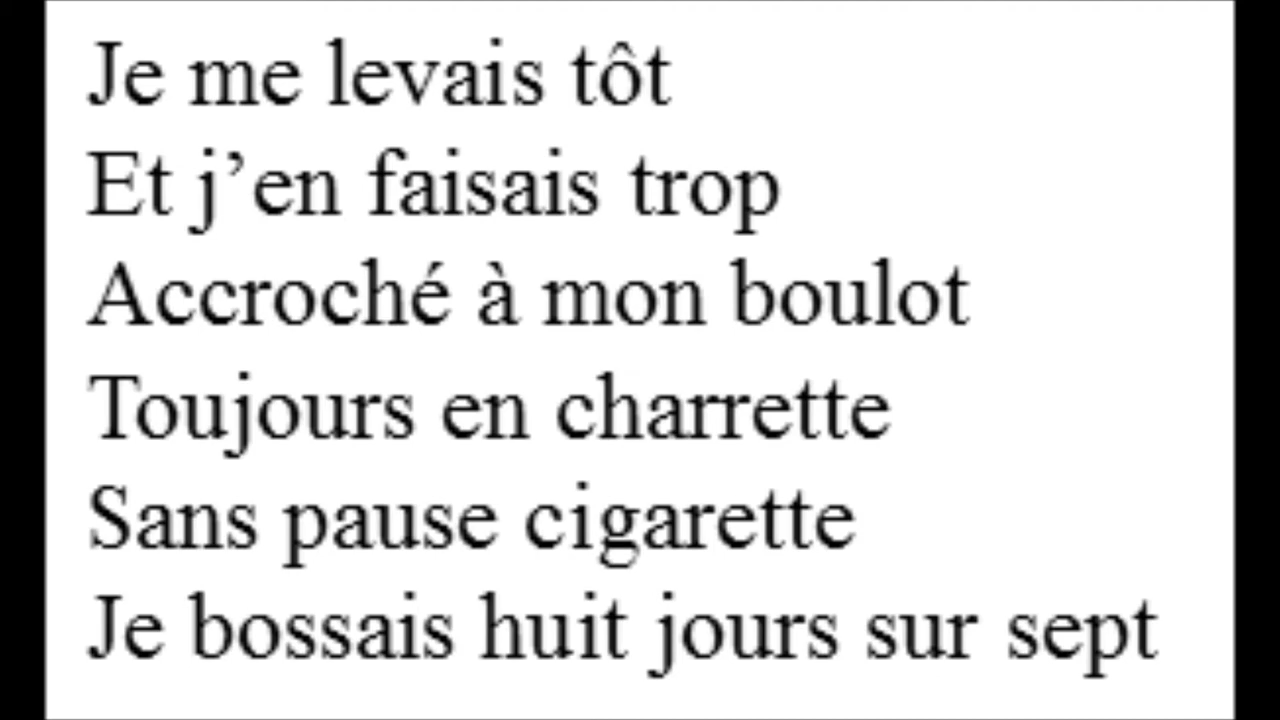 Je me levais tôt
Et j’en faisais trop
Accroché à mon boulot
Toujours en charrette
Sans pause cigarette
Je bossais huit jours sur sept